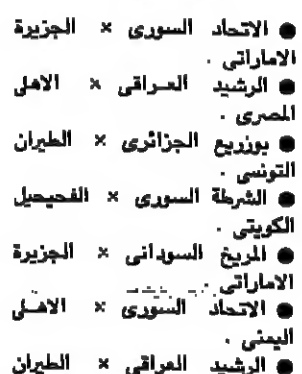 ● الاتحاد السورى × الجزيرة
الاماراتى .
● الرشيد العراقى × الاهلى
المصرى .
● بوزريع الجزائرى × الطيران
التونسى .
● الشرطة السورى × الفحيحيل
الكويتى .
● المريخ السودانى × الجزيرة
الاماراتى .
● الاتحاد السورى × الاهلى
اليمنى .
● الرشيد العراقى × الطيران